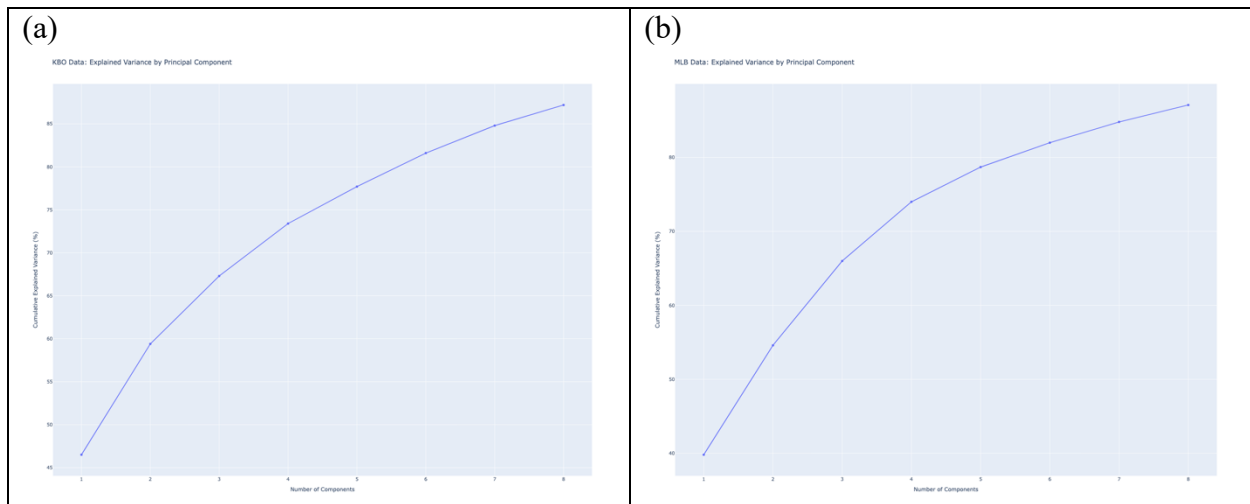 (a)
KBO Data: Explained Variance by Principal Component
Cumulative Explained Variance (%)
85
80
75
70
65
60
55
50
45
1 2 3 4 5 6 7 8
Number of Components
(b)
MLB Data: Explained Variance by Principal Component
Cumulative Explained Variance (%)
80
70
60
50
40
1 2 3 4 5 6 7 8
Number of Components